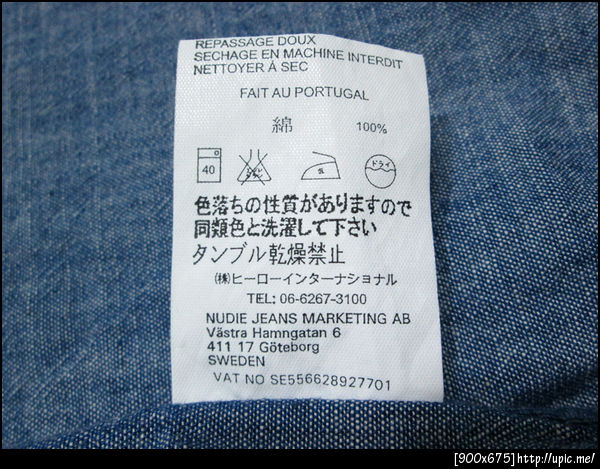 REPASSAGE DOUX
SECHAGE EN MACHINE INTERDIT
NETTOYER À SEC
FAIT AU PORTUGAL
綿 100%
40 ドライ
色落ちの性質がありますので
同類色と洗濯して下さい
タンブル乾燥禁止
㈱ヒーローインターナショナル
TEL: 06-6267-3100
NUDIE JEANS MARKETING AB
Västra Hamngatan 6
411 17 Göteborg
SWEDEN
VAT NO SE556628927701
[900x675]http://upic.me/